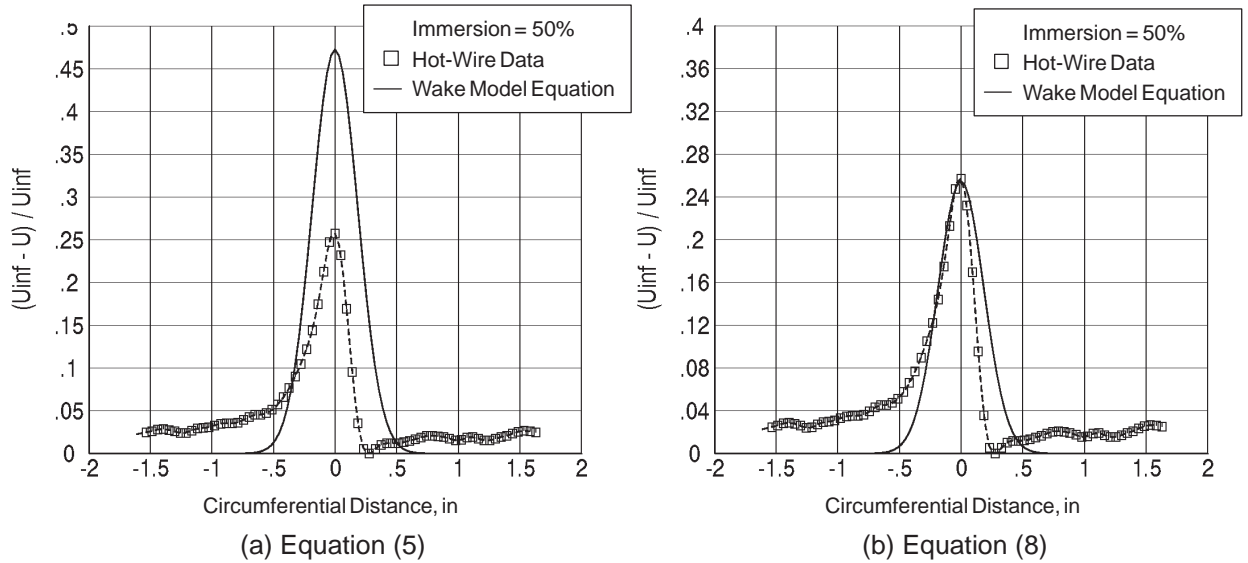 Immersion = 50%
Hot-Wire Data
Wake Model Equation
.5
.45
.4
.35
.3
.25
.2
.15
.1
.05
0
(Uinf - U) / Uinf
-2 -1.5 -1 -.5 0 .5 1 1.5 2
Circumferential Distance, in
(a) Equation (5)
Immersion = 50%
Hot-Wire Data
Wake Model Equation
.4
.36
.32
.28
.24
.2
.16
.12
.08
.04
0
(Uinf - U) / Uinf
-2 -1.5 -1 -.5 0 .5 1 1.5 2
Circumferential Distance, in
(b) Equation (8)